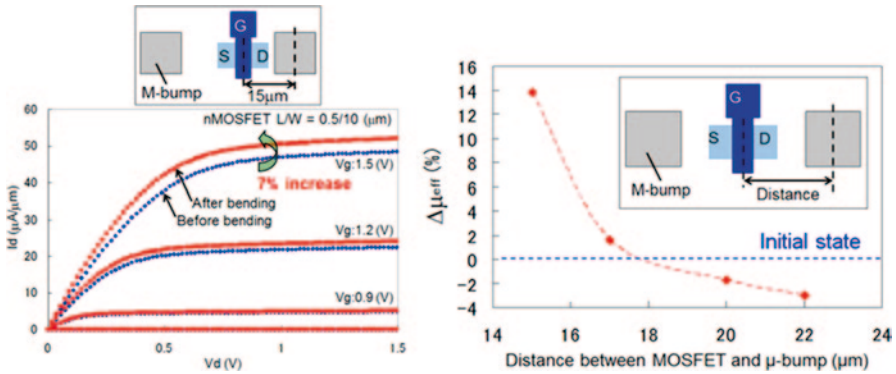 G
S D
M-bump
15μm
nMOSFET L/W = 0.5/10 (μm)
Vg:1.5(V)
7% increase
After bending
Before bending
Vg:1.2 (V)
Vg:0.9 (V)
60
50
40
30
20
10
0
Id (μA/μm)
0 0.5 1 1.5
Vd (V)
16
14
12
10
8
6
4
2
0
−2
−4
Δμeff (%)
G
S D
M-bump
Distance
Initial state
14 16 18 20 22 24
Distance between MOSFET and μ-bump (μm)